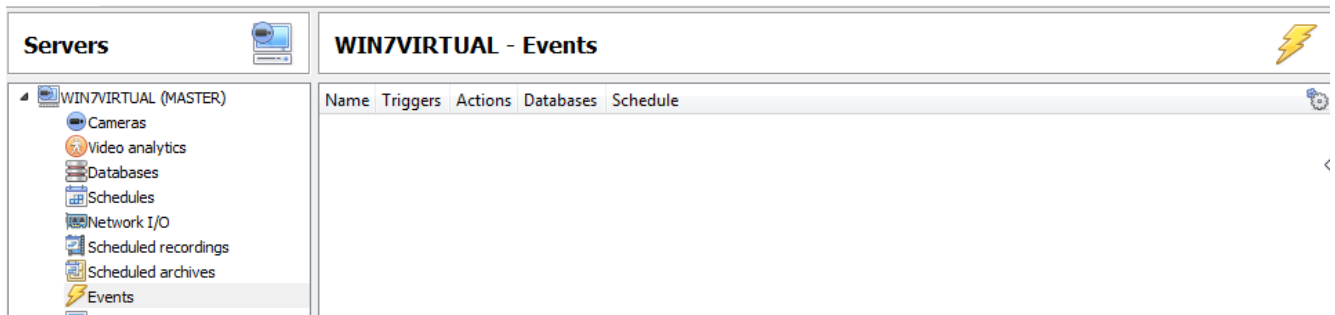 Servers
WIN7VIRTUAL - Events
WIN7VIRTUAL (MASTER)
Cameras
Video analytics
Databases
Schedules
Network I/O
Scheduled recordings
Scheduled archives
Events
Name Triggers Actions Databases Schedule